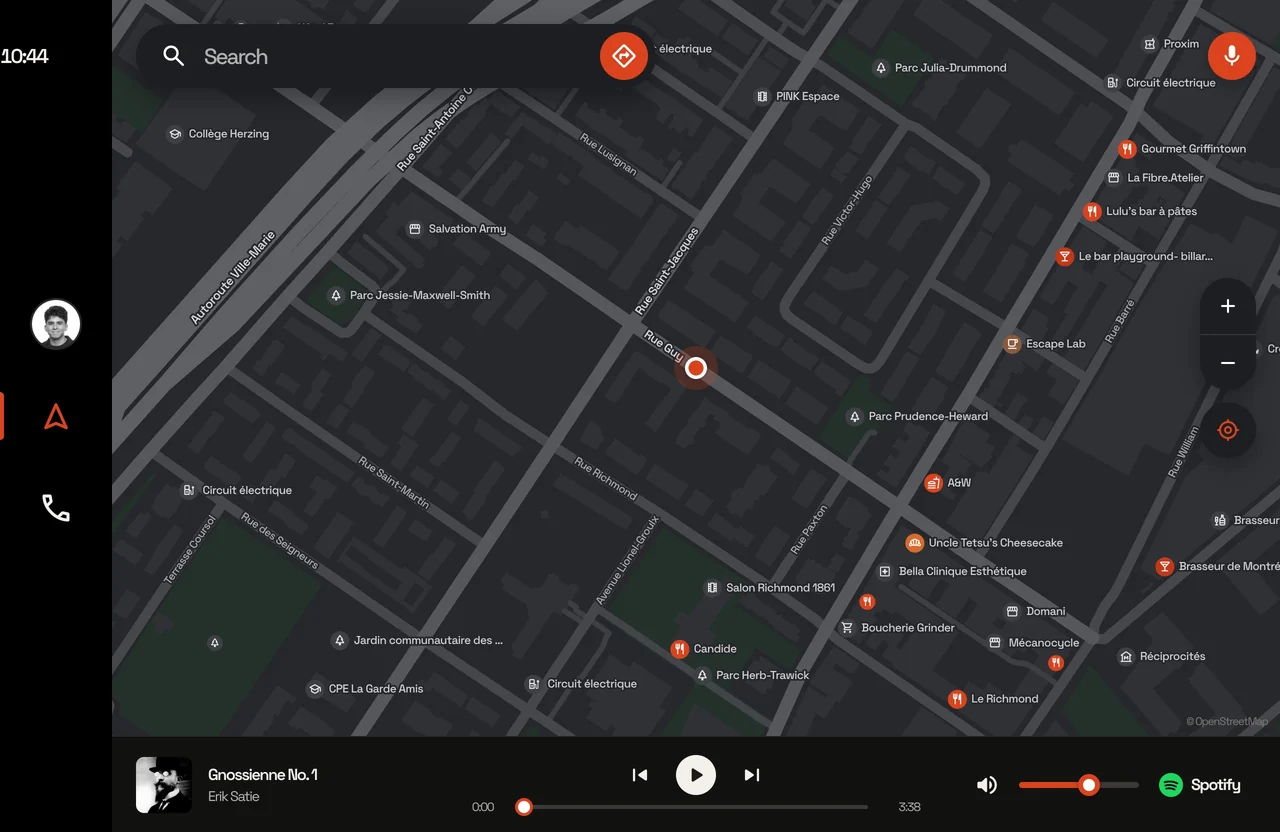 10:44
Search
électrique
Proxim
Parc Julia-Drummond
Circuit électrique
PINK Espace
Rue Saint-Antoine O
Collège Herzing
Rue Lusignan
Gourmet Griffintown
La Fibre.Atelier
Rue Victor-Hugo
Lulu's bar à pâtes
Salvation Army
Le bar playground- billar...
Autoroute Ville-Marie
Rue Saint-Jacques
Parc Jessie-Maxwell-Smith
Rue Barré
Rue Guy
Escape Lab
Parc Prudence-Heward
Rue William
Rue Saint-Martin
Rue Richmond
A&W
Circuit électrique
Rue des Seigneurs
Rue Paxton
Brasseur
Terrasse Coursol
Avenue Lionel-Groulx
Uncle Tetsu's Cheesecake
Brasseur de Montré
Bella Clinique Esthétique
Salon Richmond 1861
Domani
Boucherie Grinder
Jardin communautaire des ...
Candide
Mécanocycle
Réciprocités
Parc Herb-Trawick
CPE La Garde Amis
Circuit électrique
Le Richmond
© OpenStreetMap
Gnossienne No. 1
Erik Satie
0:00
3:38
Spotify